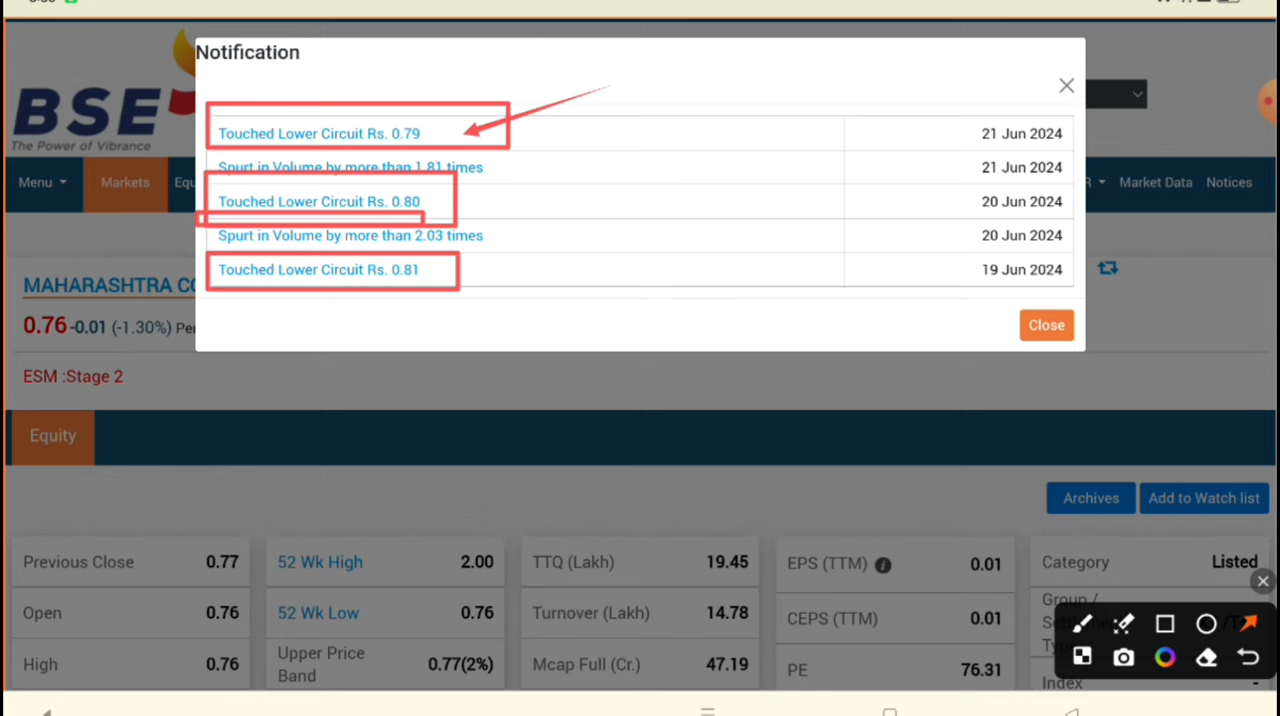 Notification
BSE
The Power of Vibrance
Touched Lower Circuit Rs. 0.79 21 Jun 2024
Spurt in Volume by more than 1.81 times 21 Jun 2024
Menu Markets Equ
R Market Data Notices
Touched Lower Circuit Rs. 0.80 20 Jun 2024
Spurt in Volume by more than 2.03 times 20 Jun 2024
Touched Lower Circuit Rs. 0.81 19 Jun 2024
MAHARASHTRA CO
0.76 -0.01 (-1.30%) Per
Close
ESM :Stage 2
Equity
Archives Add to Watch list
Previous Close 0.77 52 Wk High 2.00 TTQ (Lakh) 19.45 EPS (TTM) 0.01 Category Listed
Open 0.76 52 Wk Low 0.76 Turnover (Lakh) 14.78 CEPS (TTM) 0.01 Group /
High 0.76 Upper Price Band 0.77(2%) Mcap Full (Cr.) 47.19 PE 76.31
Index -